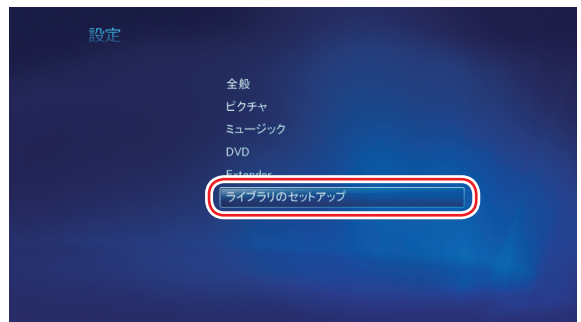 設定
全般
ピクチャ
ミュージック
DVD
Extender
ライブラリのセットアップ